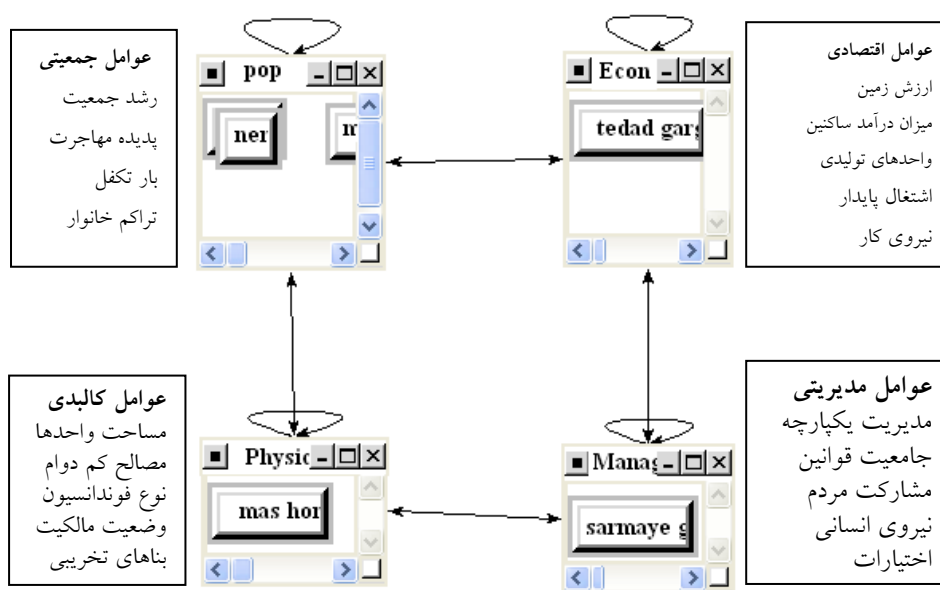 عوامل جمعیتی
رشد جمعیت
پدیده مهاجرت
بار تکفل
تراکم خانوار
pop
ner
m
Econ
tedad garg
عوامل اقتصادی
ارزش زمین
میزان درآمد ساکنین
واحدهای تولیدی
اشتغال پایدار
نیروی کار
عوامل کالبدی
مساحت واحدها
مصالح کم دوام
نوع فوندانسیون
وضعیت مالکیت
بناهای تخریبی
Physic
mas hor
Manag
sarmaye g
عوامل مدیریتی
مدیریت یکپارچه
جامعیت قوانین
مشارکت مردم
نیروی انسانی
اختیارات